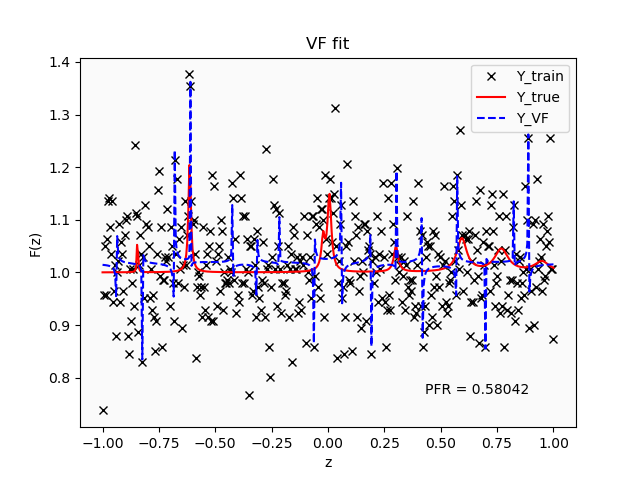 VF fit
1.4
1.3
1.2
1.1
1.0
0.9
0.8
F(z)
Y_train
Y_true
Y_VF
PFR = 0.58042
−1.00 −0.75 −0.50 −0.25 0.00 0.25 0.50 0.75 1.00
z